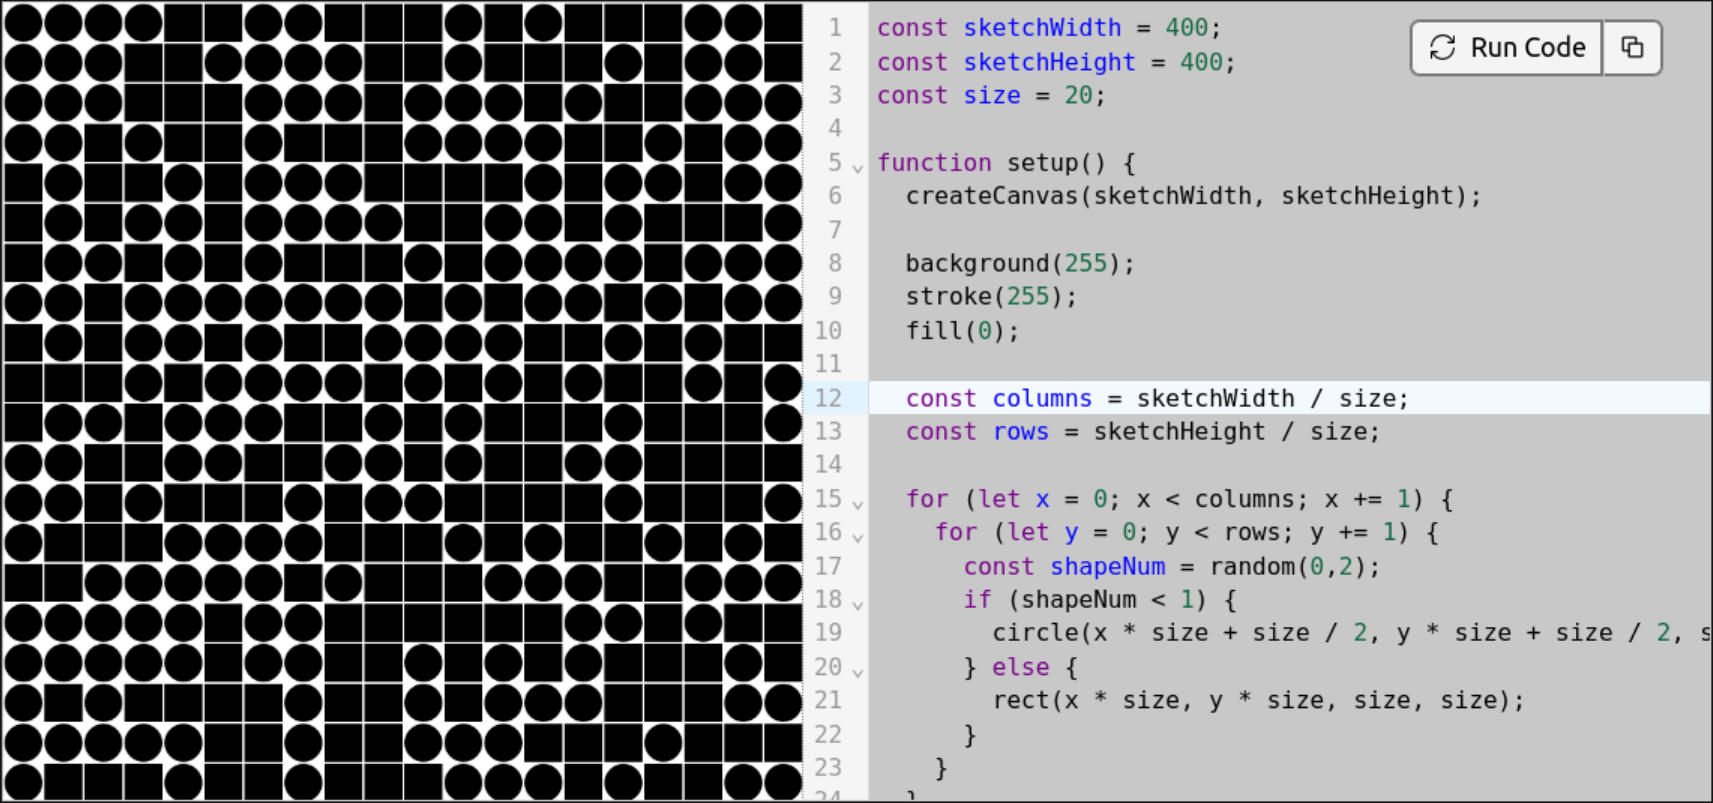 1 const sketchWidth = 400;
2 const sketchHeight = 400;
3 const size = 20;
4
5 function setup() {
6 createCanvas(sketchWidth, sketchHeight);
7
8 background(255);
9 stroke(255);
10 fill(0);
11
12 const columns = sketchWidth / size;
13 const rows = sketchHeight / size;
14
15 for (let x = 0; x < columns; x += 1) {
16 for (let y = 0; y < rows; y += 1) {
17 const shapeNum = random(0,2);
18 if (shapeNum < 1) {
19 circle(x * size + size / 2, y * size + size / 2, s
20 } else {
21 rect(x * size, y * size, size, size);
22 }
23 }
24 }
Run Code